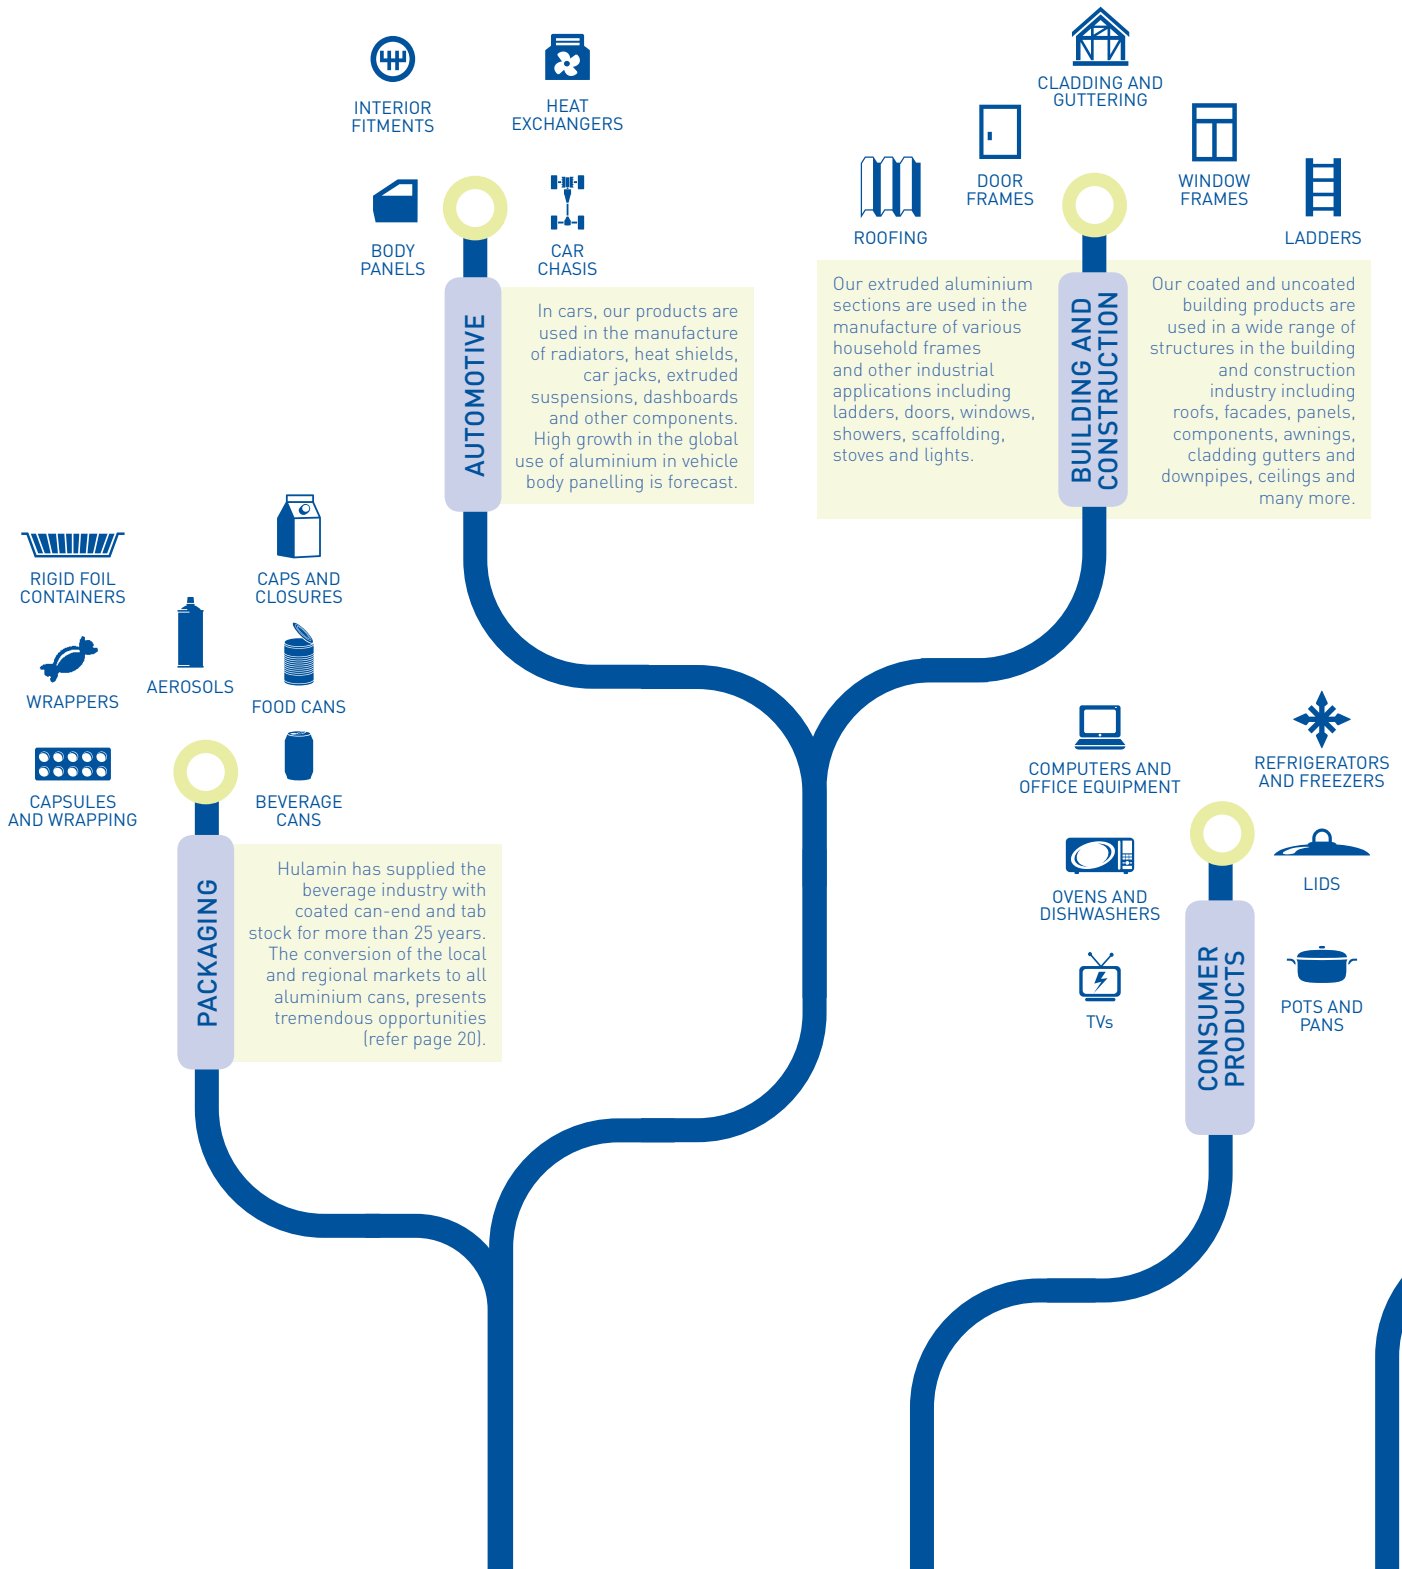 INTERIOR
FITMENTS
HEAT
EXCHANGERS
BODY
PANELS
CAR
CHASIS
AUTOMOTIVE
In cars, our products are
used in the manufacture
of radiators, heat shields,
car jacks, extruded
suspensions, dashboards
and other components.
High growth in the global
use of aluminium in vehicle
body panelling is forecast.
CLADDING AND
GUTTERING
DOOR
FRAMES
WINDOW
FRAMES
ROOFING
LADDERS
Our extruded aluminium
sections are used in the
manufacture of various
household frames
and other industrial
applications including
ladders, doors, windows,
showers, scaffolding,
stoves and lights.
BUILDING AND
CONSTRUCTION
Our coated and uncoated
building products are
used in a wide range of
structures in the building
and construction
industry including
roofs, facades, panels,
components, awnings,
cladding gutters and
downpipes, ceilings and
many more.
RIGID FOIL
CONTAINERS
CAPS AND
CLOSURES
WRAPPERS
AEROSOLS
FOOD CANS
CAPSULES
AND WRAPPING
BEVERAGE
CANS
PACKAGING
Hulamin has supplied the
beverage industry with
coated can-end and tab
stock for more than 25 years.
The conversion of the local
and regional markets to all
aluminium cans, presents
tremendous opportunities
(refer page 20).
COMPUTERS AND
OFFICE EQUIPMENT
REFRIGERATORS
AND FREEZERS
OVENS AND
DISHWASHERS
LIDS
TVs
POTS AND
PANS
CONSUMER
PRODUCTS